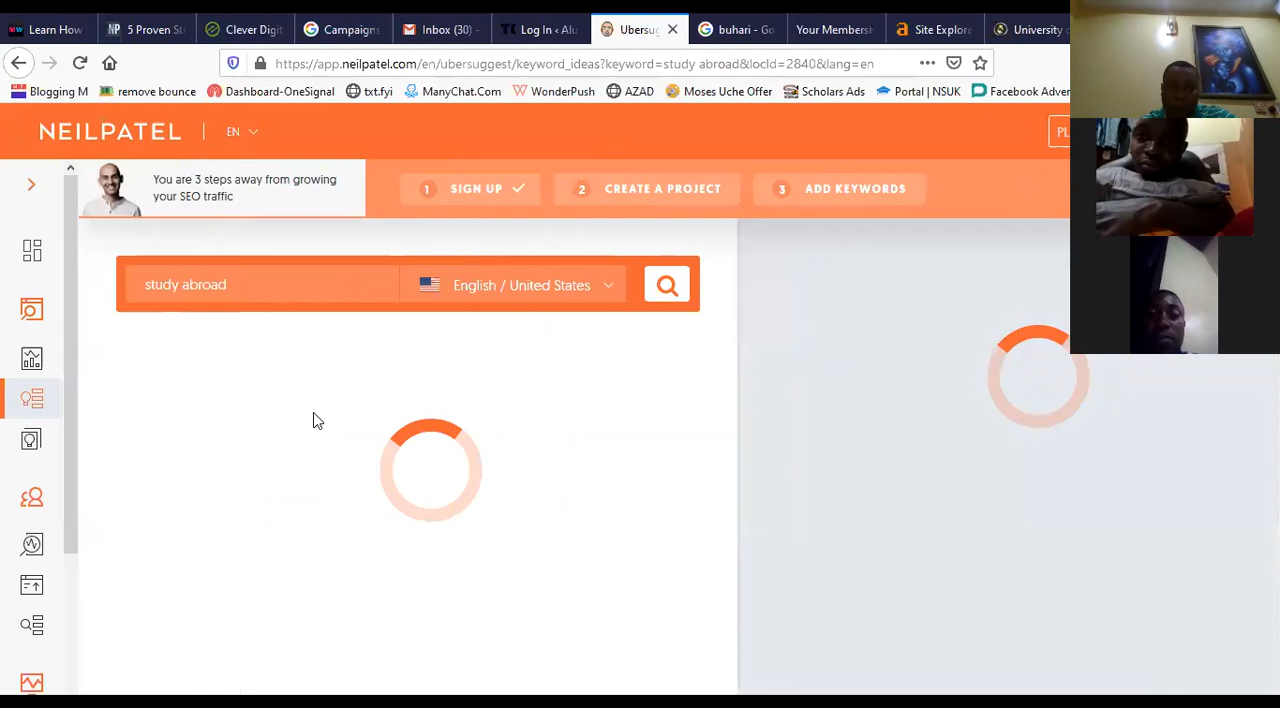 Learn How
5 Proven St
Clever Digit
Campaigns
Inbox (30) -
Log In ‹ Alu
Ubersug
buhari - Go
Your Membersh
Site Explore
University o
https://app.neilpatel.com/en/ubersuggest/keyword_ideas?keyword=study abroad&locId=2840&lang=en
Blogging M
remove bounce
Dashboard-OneSignal
txt.fyi
ManyChat.Com
WonderPush
AZAD
Moses Uche Offer
Scholars Ads
Portal | NSUK
Facebook Adver
NEILPATEL
EN
PL
You are 3 steps away from growing
your SEO traffic
1 SIGN UP
2 CREATE A PROJECT
3 ADD KEYWORDS
study abroad
English / United States